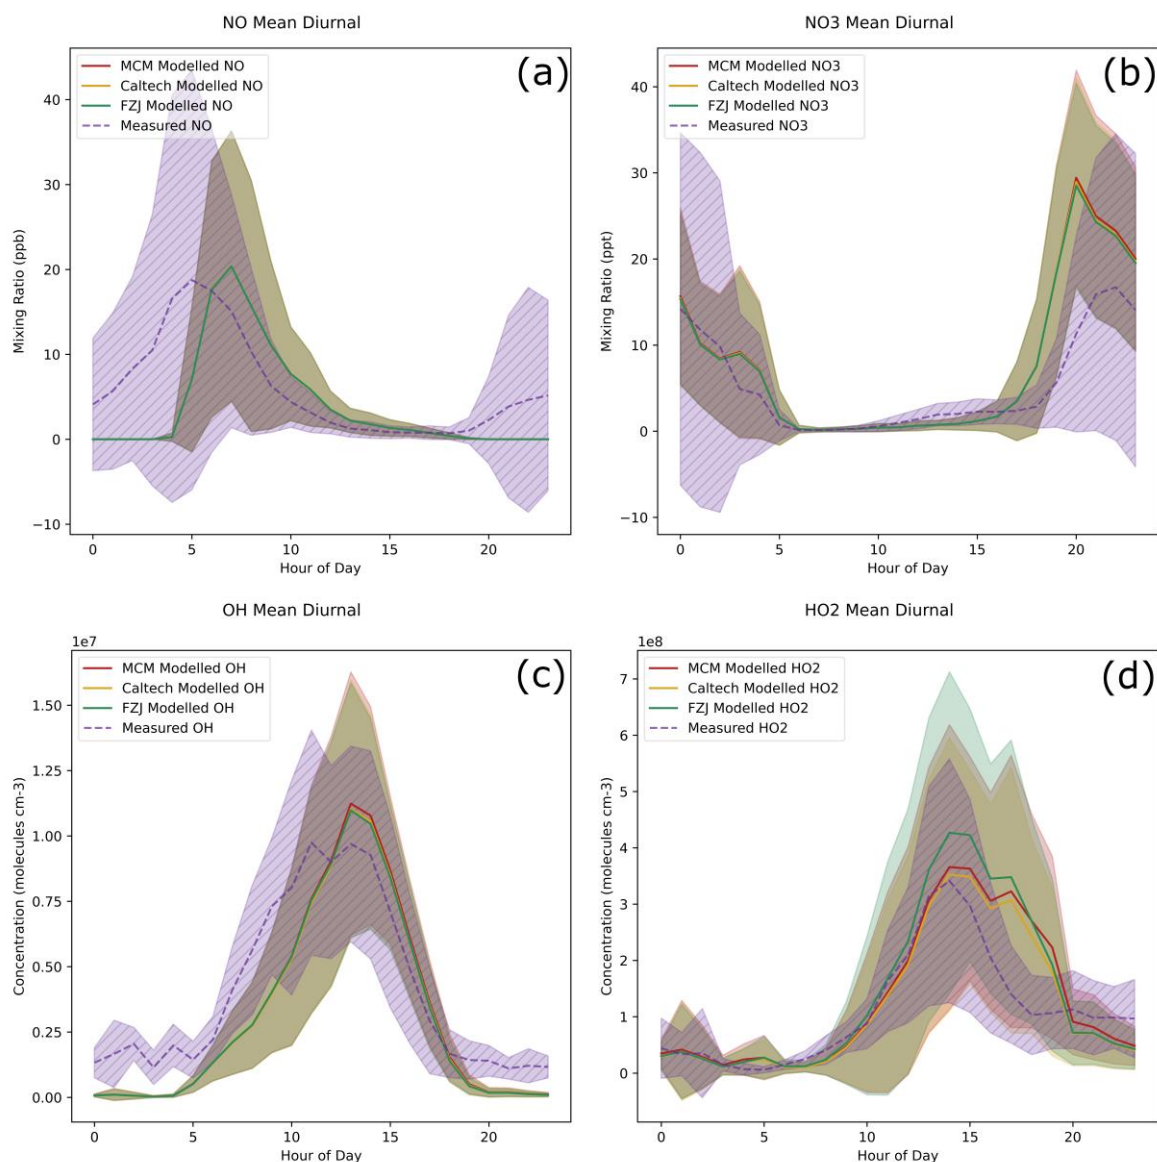 NO Mean Diurnal
MCM Modelled NO
Caltech Modelled NO
FZJ Modelled NO
Measured NO
(a)
40
30
20
10
0
−10
Mixing Ratio (ppb)
0 5 10 15 20
Hour of Day
NO3 Mean Diurnal
MCM Modelled NO3
Caltech Modelled NO3
FZJ Modelled NO3
Measured NO3
(b)
40
30
20
10
0
−10
Mixing Ratio (ppt)
0 5 10 15 20
Hour of Day
OH Mean Diurnal
1e7
MCM Modelled OH
Caltech Modelled OH
FZJ Modelled OH
Measured OH
(c)
1.50
1.25
1.00
0.75
0.50
0.25
0.00
Concentration (molecules cm-3)
0 5 10 15 20
Hour of Day
HO2 Mean Diurnal
1e8
MCM Modelled HO2
Caltech Modelled HO2
FZJ Modelled HO2
Measured HO2
(d)
7
6
5
4
3
2
1
0
Concentration (molecules cm-3)
0 5 10 15 20
Hour of Day